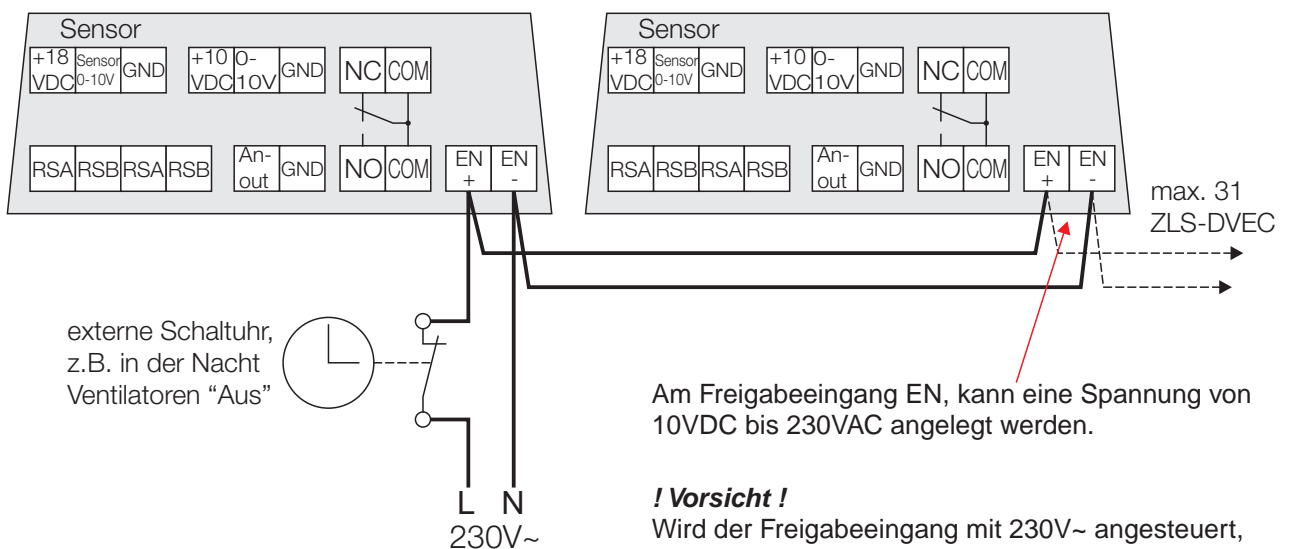 Sensor
+18 VDC Sensor 0-10V GND +10 VDC 0-10V GND NC COM
RSA RSB RSA RSB An-out GND NO COM EN + EN -
Sensor
+18 VDC Sensor 0-10V GND +10 VDC 0-10V GND NC COM
RSA RSB RSA RSB An-out GND NO COM EN + EN -
max. 31
ZLS-DVEC
externe Schaltuhr,
z.B. in der Nacht
Ventilatoren “Aus”
L N
230V~
Am Freigabeeingang EN, kann eine Spannung von
10VDC bis 230VAC angelegt werden.
! Vorsicht !
Wird der Freigabeeingang mit 230V~ angesteuert,